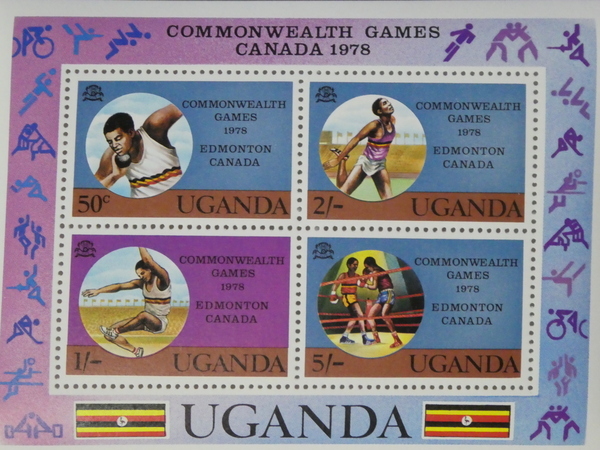 COMMONWEALTH GAMES
CANADA 1978
COMMONWEALTH
GAMES
1978
EDMONTON
CANADA
50c UGANDA
COMMONWEALTH
GAMES
1978
EDMONTON
CANADA
2/- UGANDA
COMMONWEALTH
GAMES
1978
EDMONTON
CANADA
1/- UGANDA
COMMONWEALTH
GAMES
1978
EDMONTON
CANADA
5/- UGANDA
UGANDA